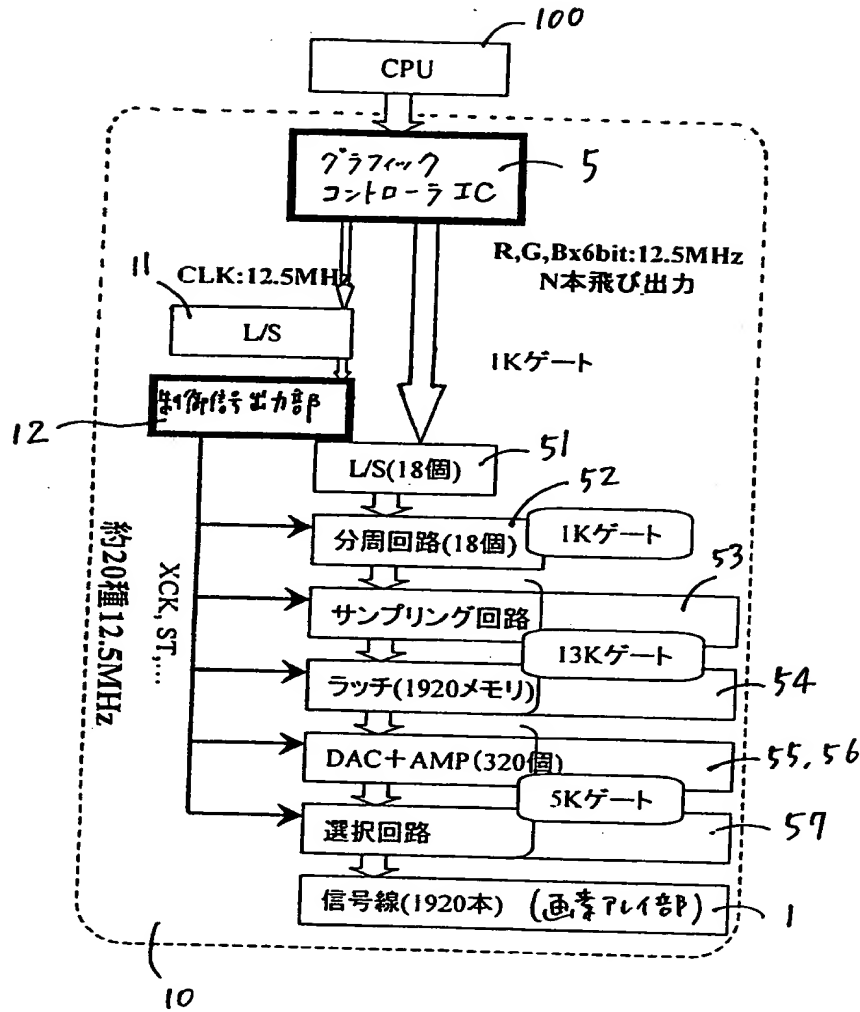 100
CPU
グラフィック
コントローラIC
5
R,G,Bx6bit:12.5MHz
N本飛び出力
11
CLK:12.5MHz
L/S
1Kゲート
制御信号出力部
12
L/S(18個)
51
分周回路(18個)
52
1Kゲート
サンプリング回路
53
13Kゲート
ラッチ(1920メモリ)
54
DAC+AMP(320個)
55,56
5Kゲート
選択回路
57
信号線(1920本) (画素アレイ部)
1
約20種12.5MHz
XCK, ST,...
10